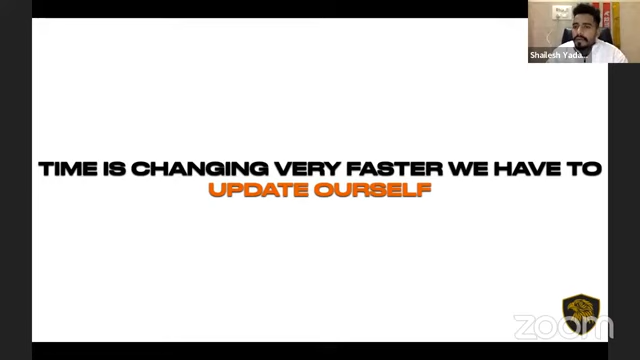 Shailesh Yada...
TIME IS CHANGING VERY FASTER WE HAVE TO
UPDATE OURSELF
zoom